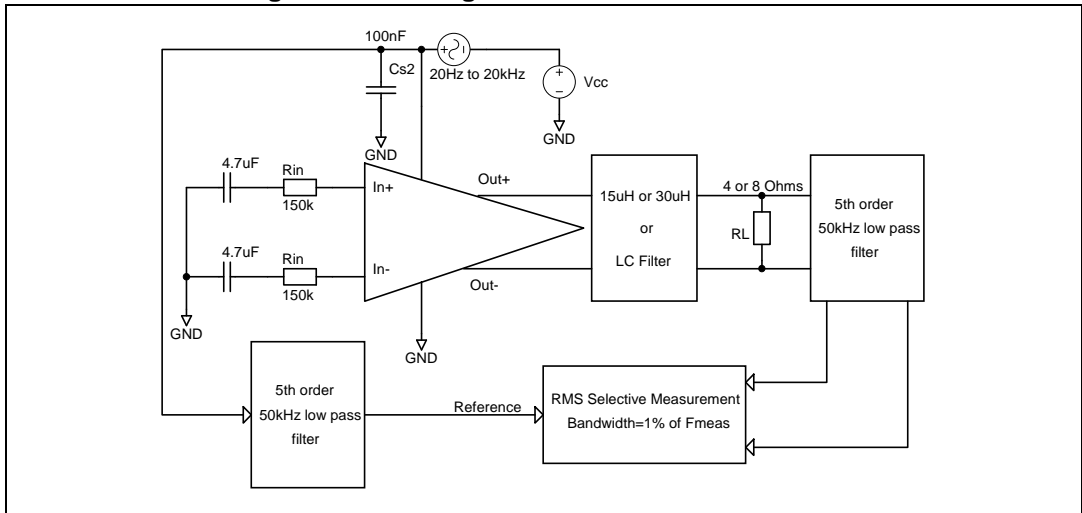 100nF
Cs2
20Hz to 20kHz
+
+
−
Vcc
GND
GND
4.7uF
Rin
150k
In+
Out+
15uH or 30uH
or
LC Filter
4 or 8 Ohms
RL
5th order
50kHz low pass
filter
4.7uF
Rin
150k
In-
Out-
GND
GND
5th order
50kHz low pass
filter
Reference
RMS Selective Measurement
Bandwidth=1% of Fmeas